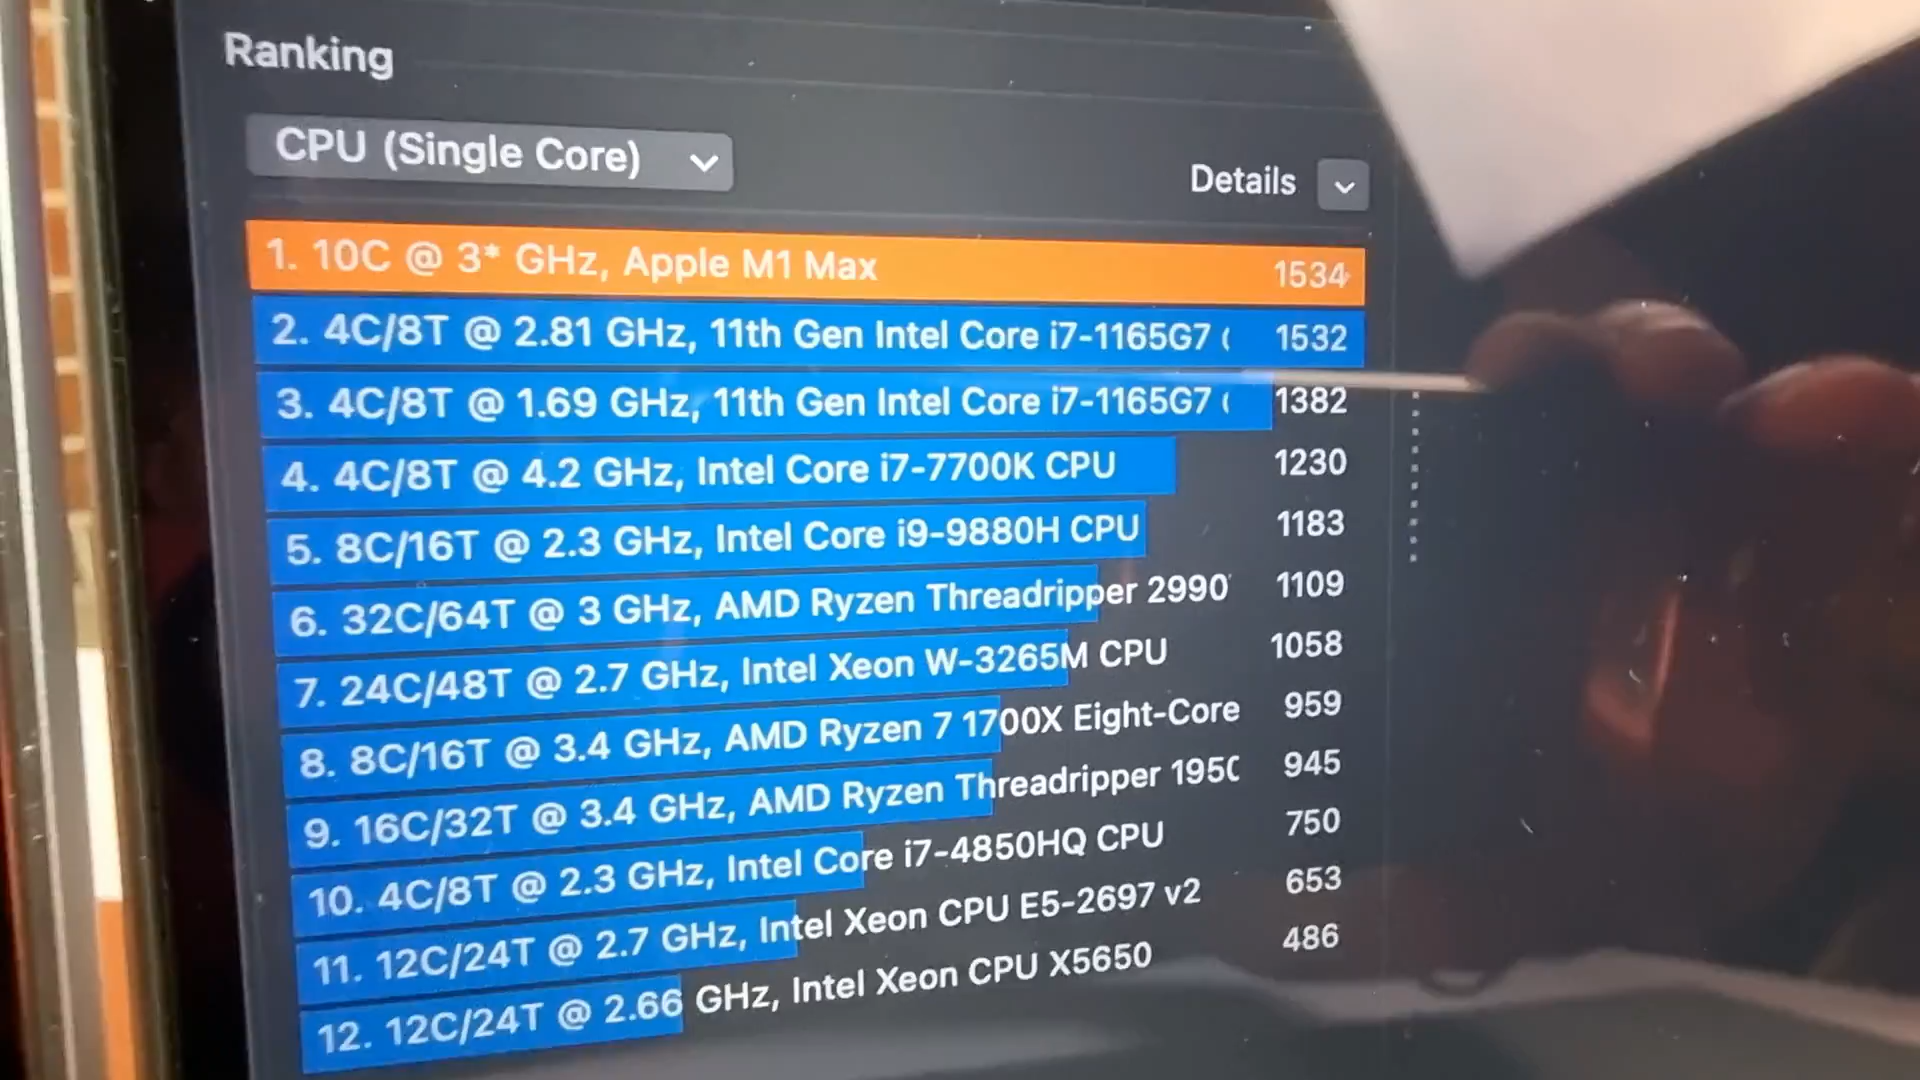 Ranking
CPU (Single Core)
Details
1. 10C @ 3* GHz, Apple M1 Max 1534
2. 4C/8T @ 2.81 GHz, 11th Gen Intel Core i7-1165G7 ( 1532
3. 4C/8T @ 1.69 GHz, 11th Gen Intel Core i7-1165G7 ( 1382
4. 4C/8T @ 4.2 GHz, Intel Core i7-7700K CPU 1230
5. 8C/16T @ 2.3 GHz, Intel Core i9-9880H CPU 1183
6. 32C/64T @ 3 GHz, AMD Ryzen Threadripper 2990 1109
7. 24C/48T @ 2.7 GHz, Intel Xeon W-3265M CPU 1058
8. 8C/16T @ 3.4 GHz, AMD Ryzen 7 1700X Eight-Core 959
9. 16C/32T @ 3.4 GHz, AMD Ryzen Threadripper 195 945
10. 4C/8T @ 2.3 GHz, Intel Core i7-4850HQ CPU 750
11. 12C/24T @ 2.7 GHz, Intel Xeon CPU E5-2697 v2 653
12. 12C/24T @ 2.66 GHz, Intel Xeon CPU X5650 486